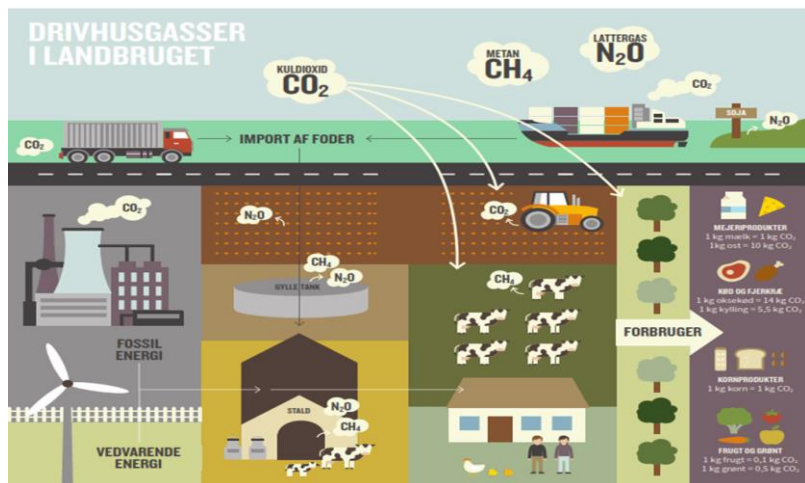 DRIVHUSGASSER
I LANDBRUGET
KULDIOXID
CO₂
METAN
CH₄
LATTERGAS
N₂O
CO₂
SOJA
N₂O
CO₂
IMPORT AF FODER
CO₂
N₂O
CO₂
CH₄
N₂O
GYLLETANK
CH₄
FOSSIL
ENERGI
STALD
N₂O
CH₄
VEDVARENDE
ENERGI
FORBRUGER
MEJERIPRODUKTER
1 kg mælk = 1 kg CO₂
1 kg ost = 10 kg CO₂
KØD OG FJERKRÆ
1 kg oksekød = 14 kg CO₂
1 kg kylling = 5,5 kg CO₂
KORNPRODUKTER
1 kg korn = 1 kg CO₂
FRUGT OG GRØNT
1 kg frugt = 0,1 kg CO₂
1 kg grønt = 0,5 kg CO₂